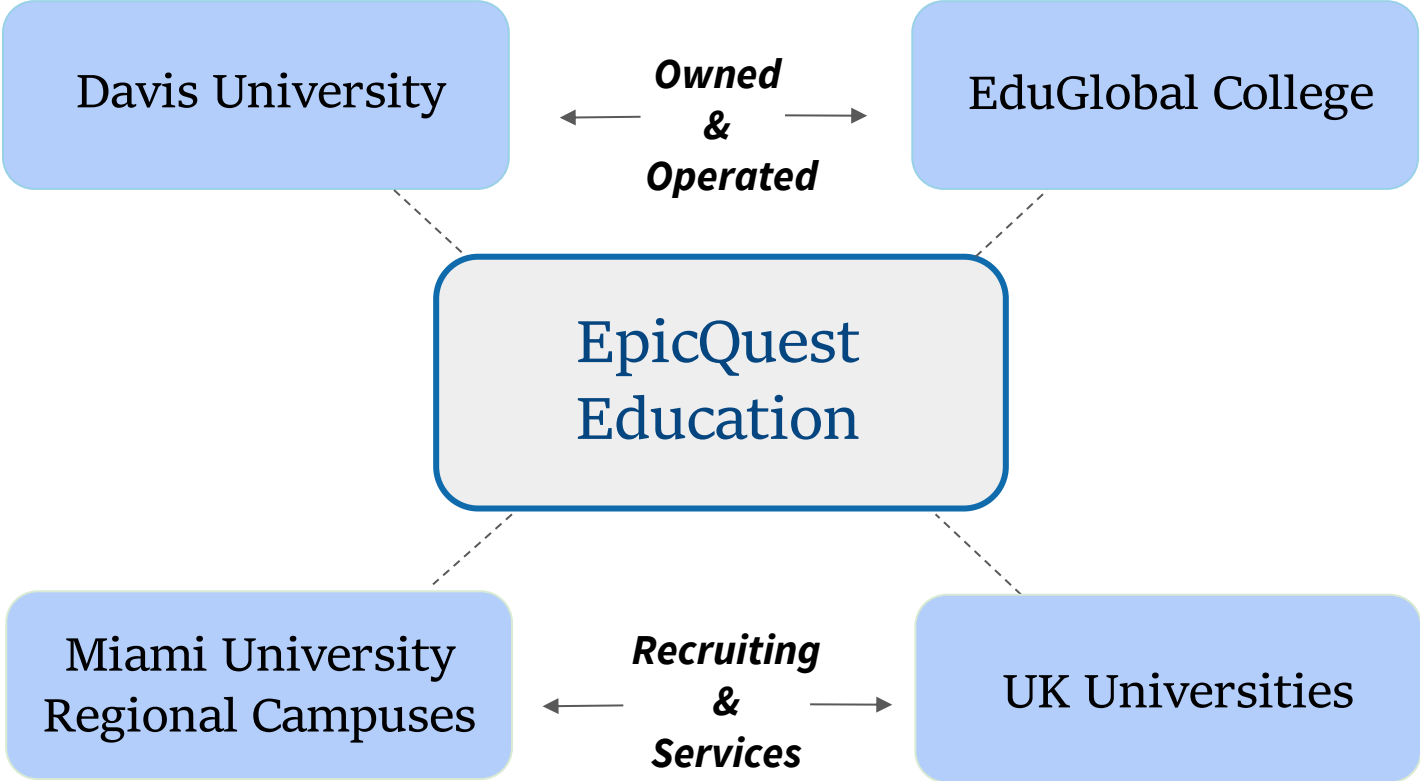 Davis University
Owned
&
Operated
EduGlobal College
EpicQuest
Education
Miami University
Regional Campuses
Recruiting
&
Services
UK Universities